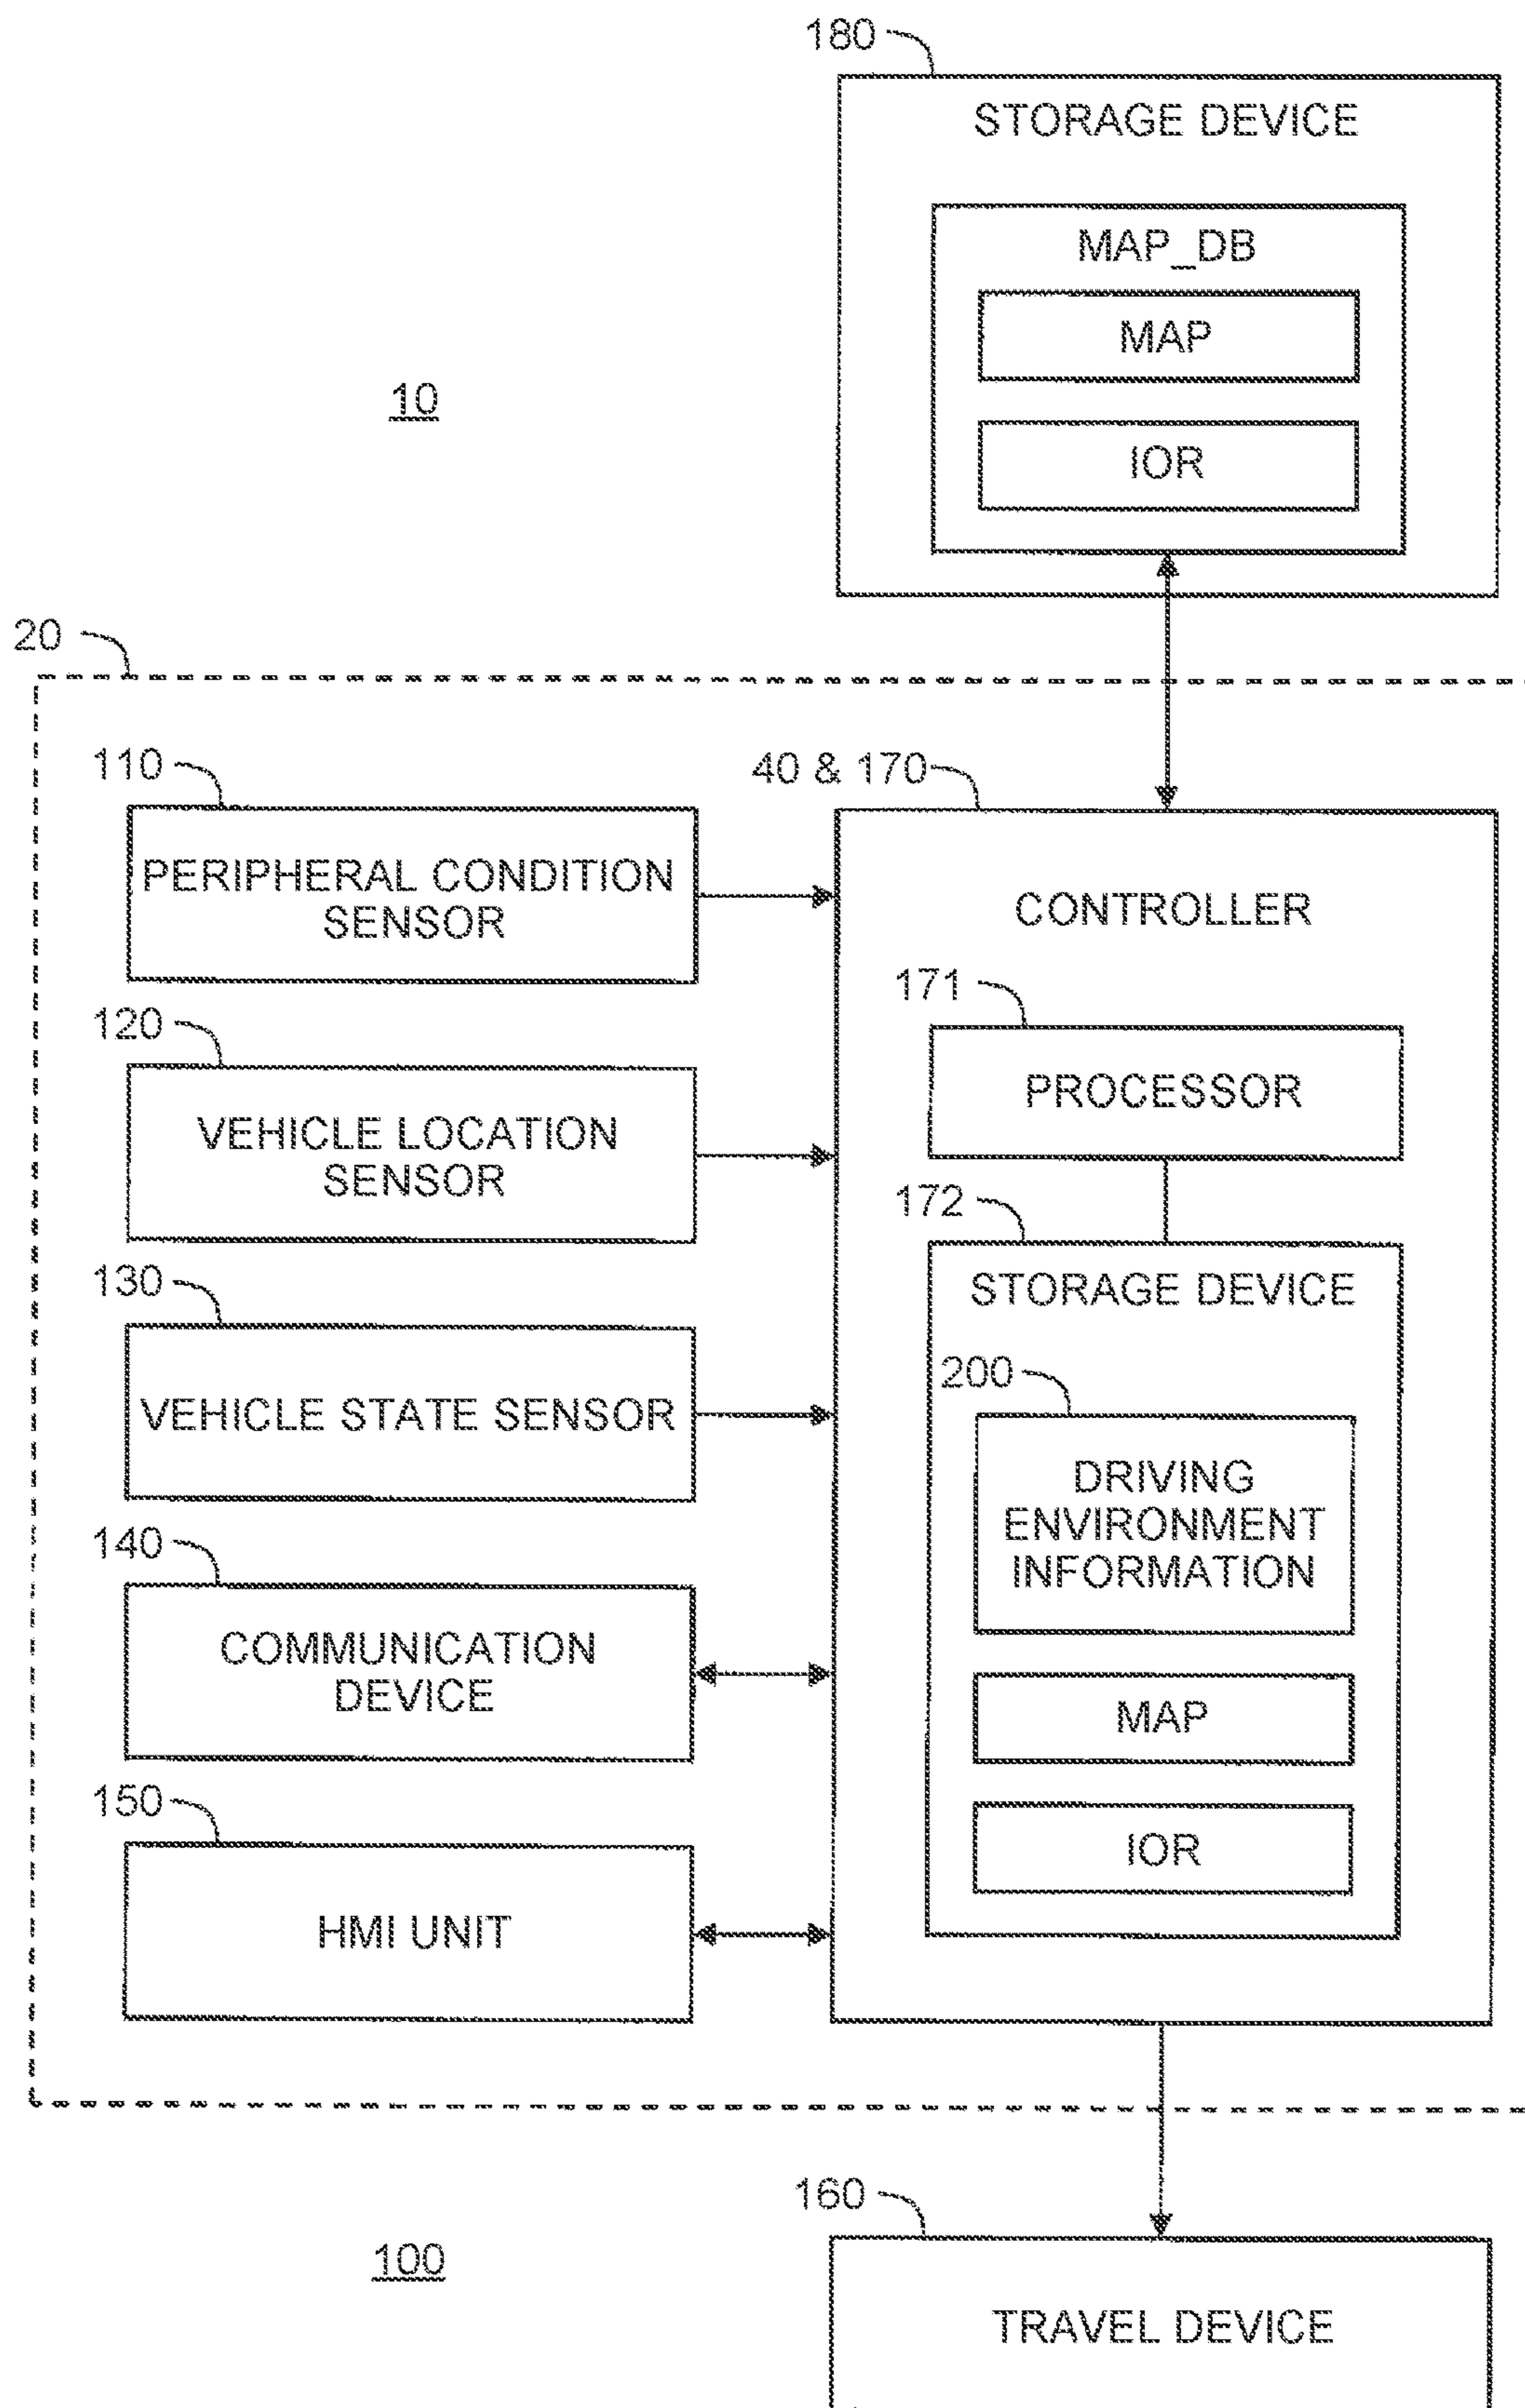 180
STORAGE DEVICE
MAP_DB
MAP
IOR
10
20
110
PERIPHERAL CONDITION
SENSOR
120
VEHICLE LOCATION
SENSOR
130
VEHICLE STATE SENSOR
140
COMMUNICATION
DEVICE
150
HMI UNIT
40 & 170
CONTROLLER
171
PROCESSOR
172
STORAGE DEVICE
200
DRIVING
ENVIRONMENT
INFORMATION
MAP
IOR
100
160
TRAVEL DEVICE